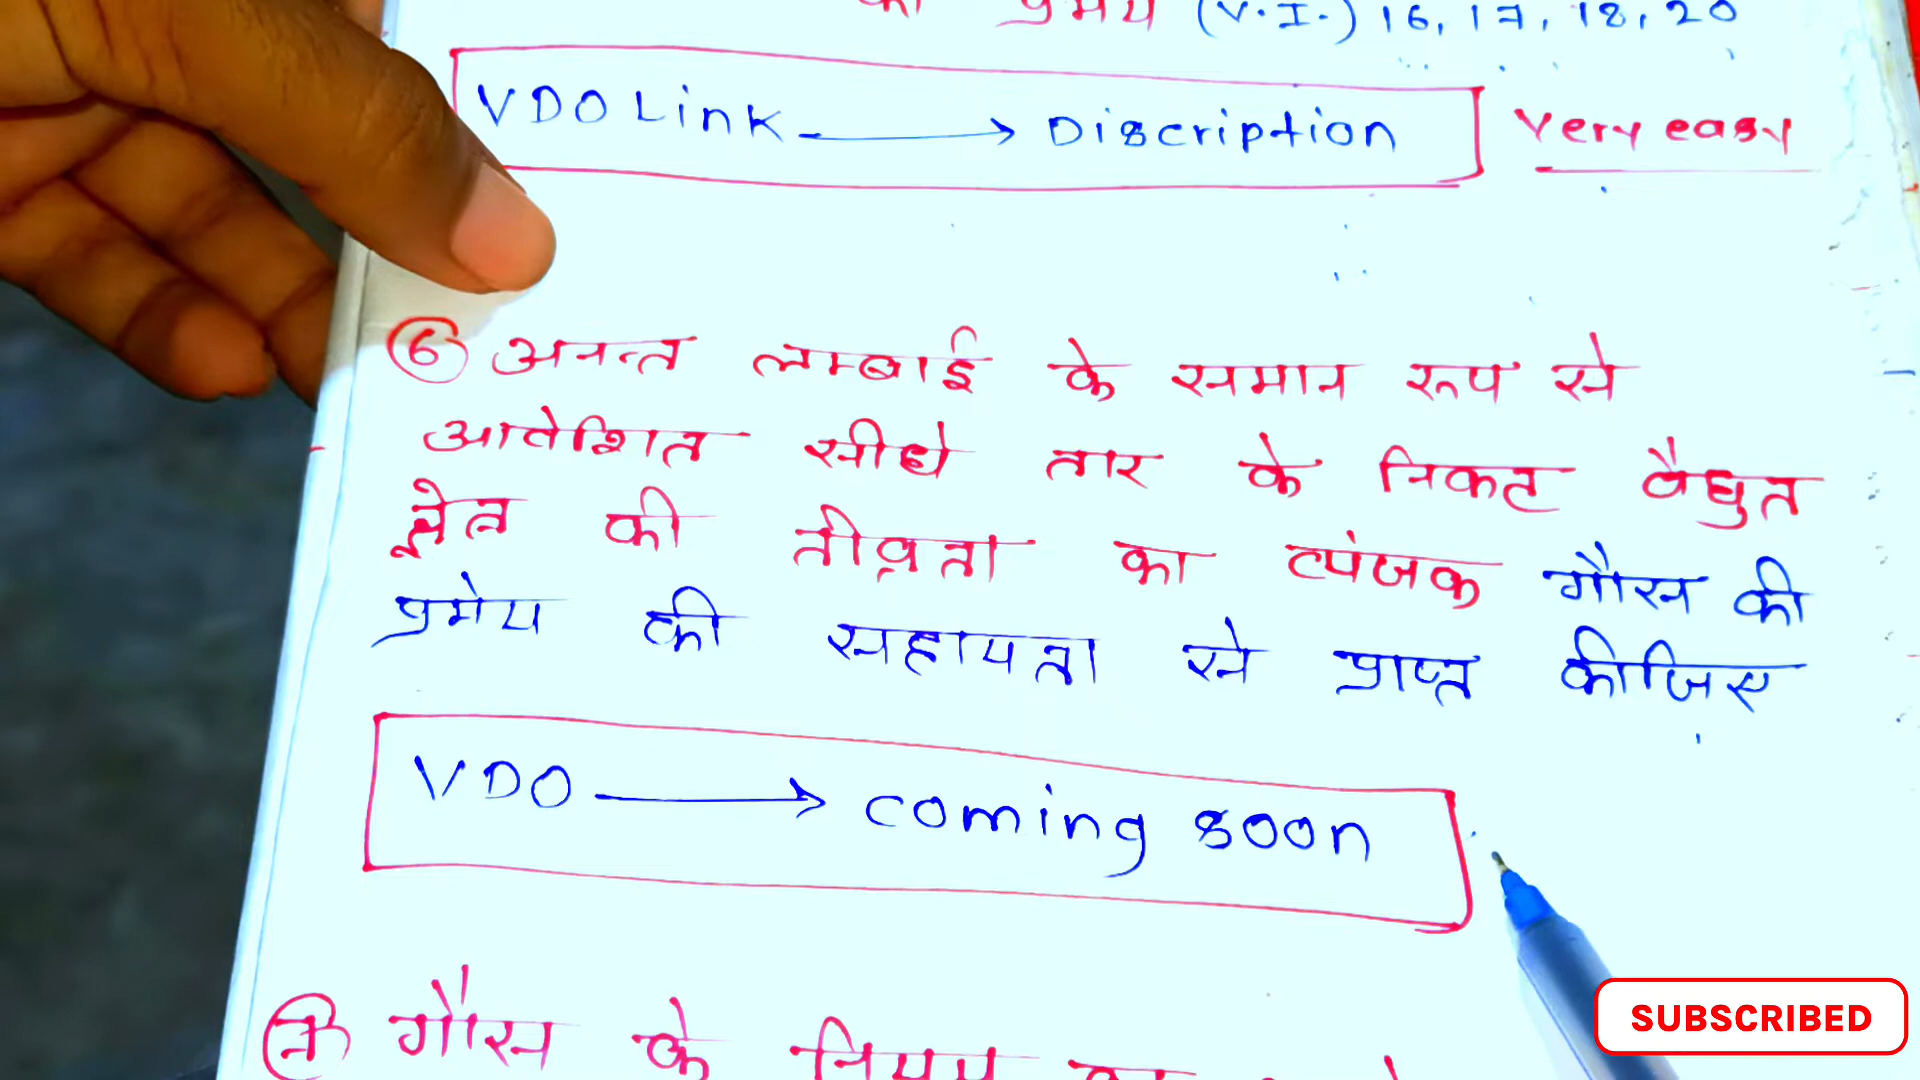 प्रमेय (V.I.) 16, 17, 18, 20
VDO Link → Discription
Very easy
⑥ अनन्त लम्बाई के समान रूप से
आवेशित सीधे तार के निकट वैद्युत
क्षेत्र की तीव्रता का व्यंजक गौस की
प्रमेय की सहायता से प्राप्त कीजिए
VDO → coming soon
⑦ गौस के नियम
SUBSCRIBED